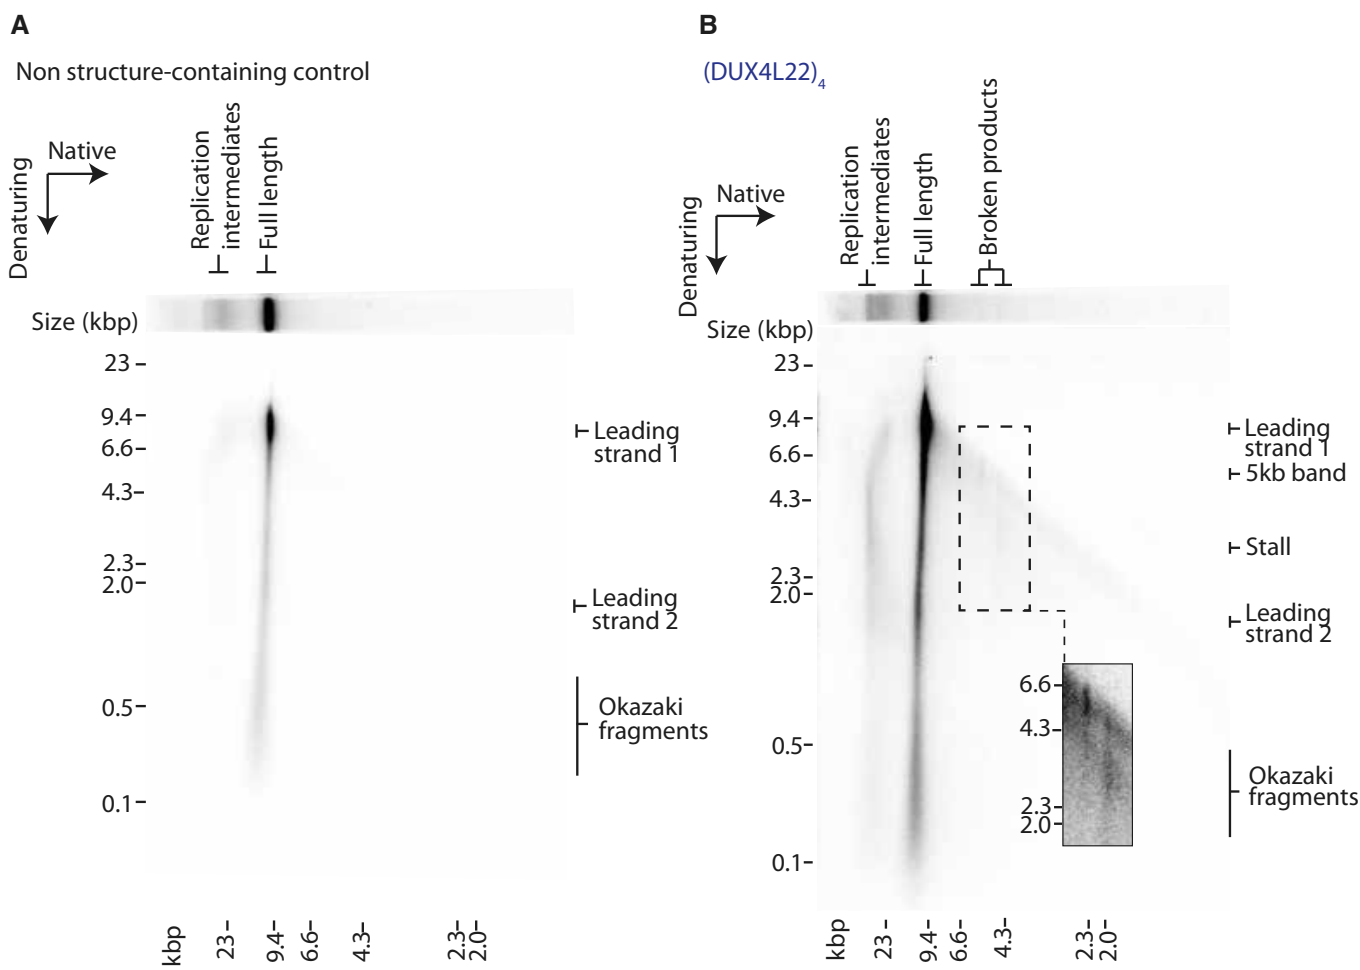 A
Non structure-containing control
Denaturing
Native
Replication
intermediates
Full length
Size (kbp)
23
9.4
6.6
4.3
2.3
2.0
0.5
0.1
Leading
strand 1
Leading
strand 2
Okazaki
fragments
kbp
23
9.4
6.6
4.3
2.3
2.0
B
(DUX4L22)4
Denaturing
Native
Replication
intermediates
Full length
Broken products
Size (kbp)
23
9.4
6.6
4.3
2.3
2.0
0.5
0.1
Leading
strand 1
5kb band
Stall
Leading
strand 2
6.6
4.3
2.3
2.0
Okazaki
fragments
kbp
23
9.4
6.6
4.3
2.3
2.0